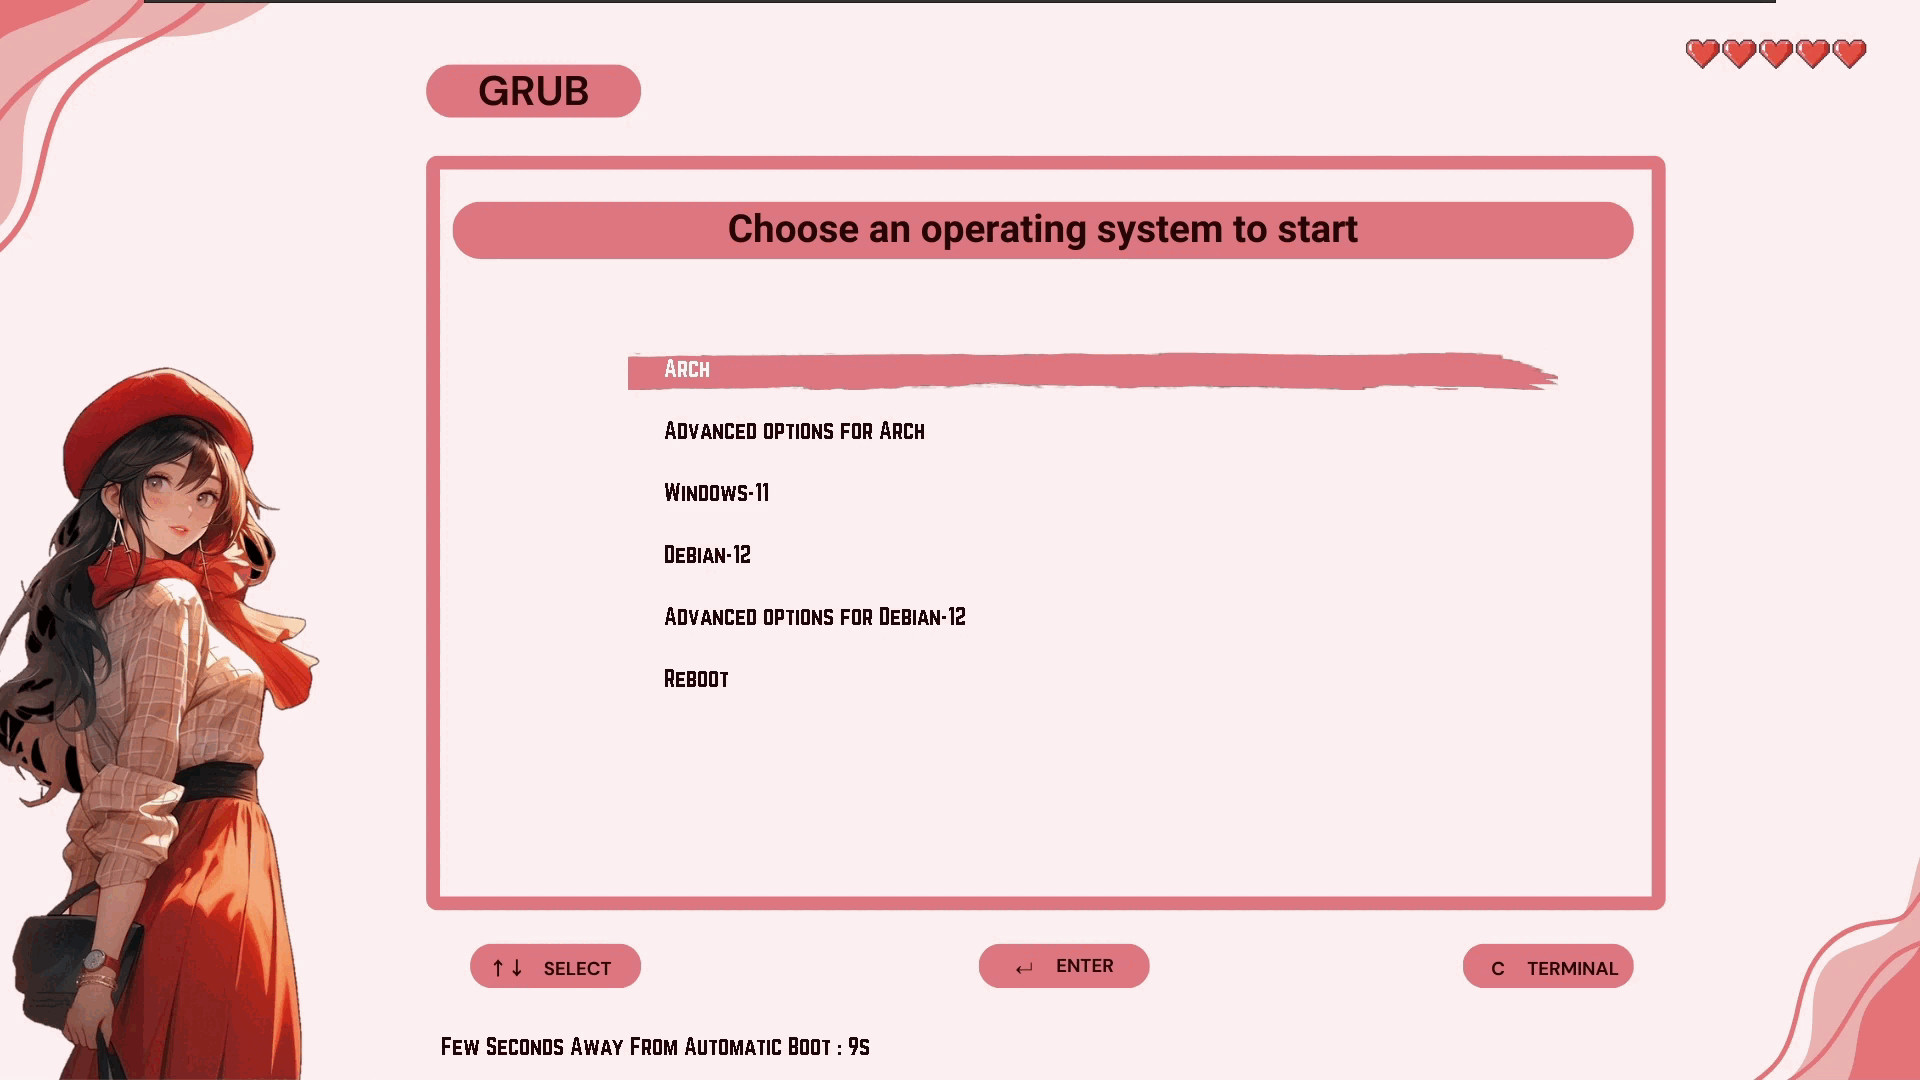 GRUB
Choose an operating system to start
Arch
Advanced options for Arch
Windows-11
Debian-12
Advanced options for Debian-12
Reboot
↑↓ SELECT
↵ ENTER
C TERMINAL
Few Seconds Away From Automatic Boot : 9s